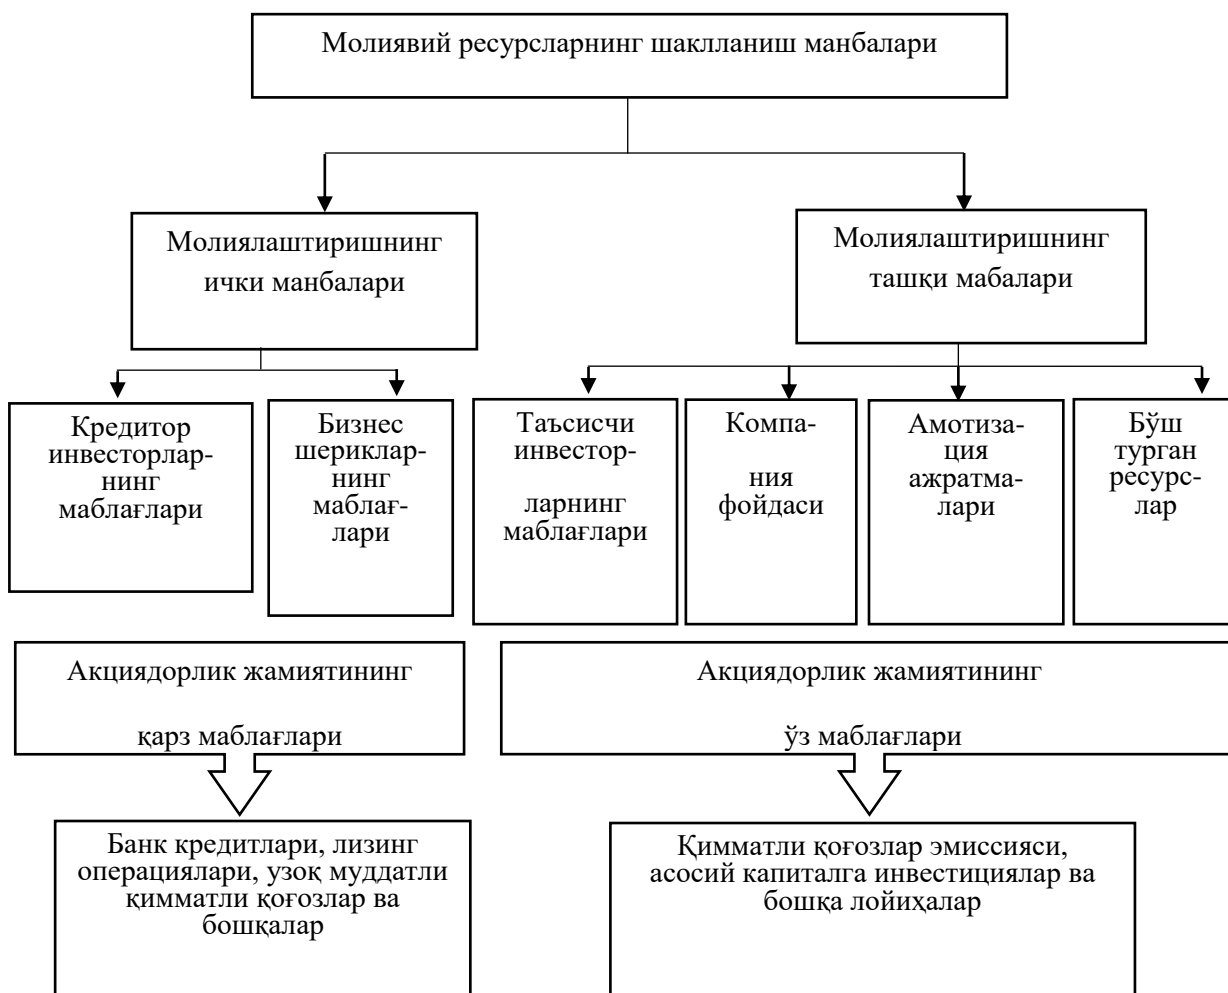 Молиявий ресурсларнинг шаклланиш манбалари
Молиялаштиришнинг
ички манбалари
Молиялаштиришнинг
ташқи мабалари
Кредитор
инвесторлар-
нинг
маблағлари
Бизнес
шериклар-
нинг
маблағ-
лари
Таъсисчи
инвестор-
ларнинг
маблағлари
Компа-
ния
фойдаси
Амотиза-
ция
ажратма-
лари
Бўш
турган
ресурс-
лар
Акциядорлик жамиятининг
қарз маблағлари
Акциядорлик жамиятининг
ўз маблағлари
Банк кредитлари, лизинг
операциялари, узоқ муддатли
қимматли қоғозлар ва
бошқалар
Қимматли қоғозлар эмиссияси,
асосий капиталга инвестициялар ва
бошқа лойиҳалар